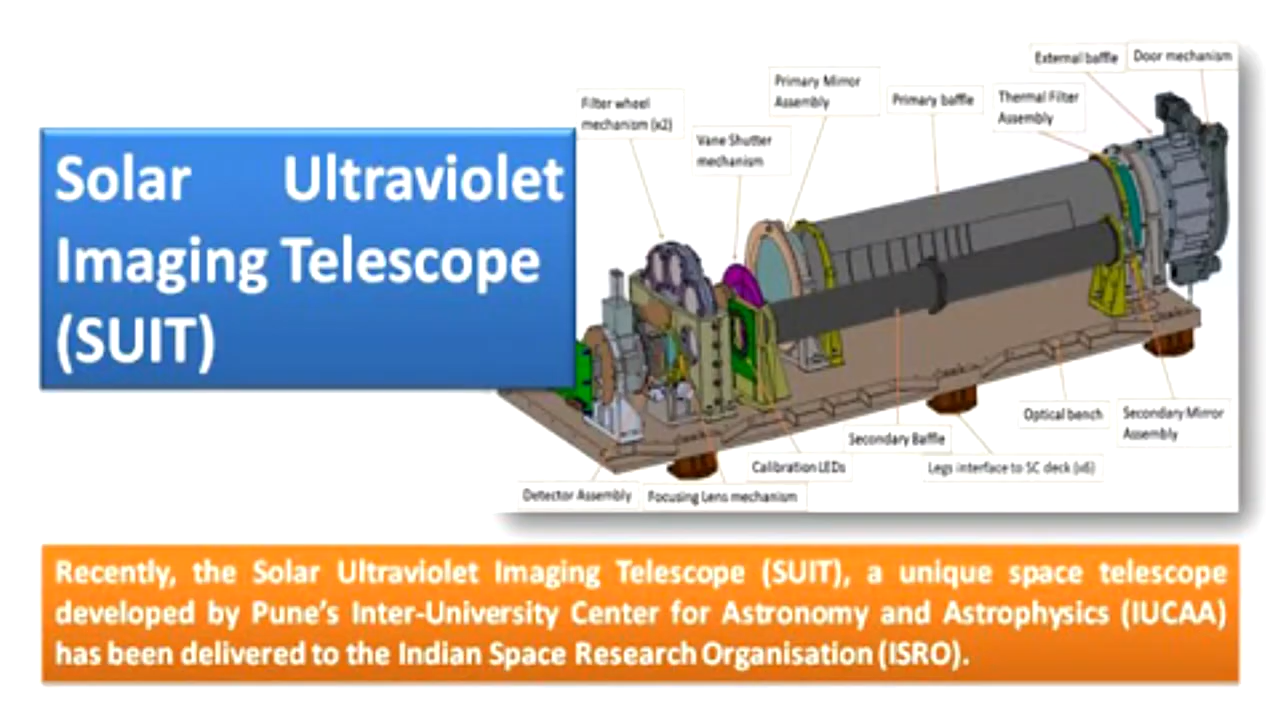 Solar Ultraviolet
Imaging Telescope
(SUIT)
External baffle
Door mechanism
Primary Mirror
Assembly
Filter wheel
mechanism (x2)
Primary baffle
Thermal Filter
Assembly
Vane Shutter
mechanism
Optical bench
Secondary Mirror
Assembly
Secondary Baffle
Calibration LEDs
Legs interface to SC deck (x6)
Detector Assembly
Focusing Lens mechanism
Recently, the Solar Ultraviolet Imaging Telescope (SUIT), a unique space telescope
developed by Pune's Inter-University Center for Astronomy and Astrophysics (IUCAA)
has been delivered to the Indian Space Research Organisation (ISRO).